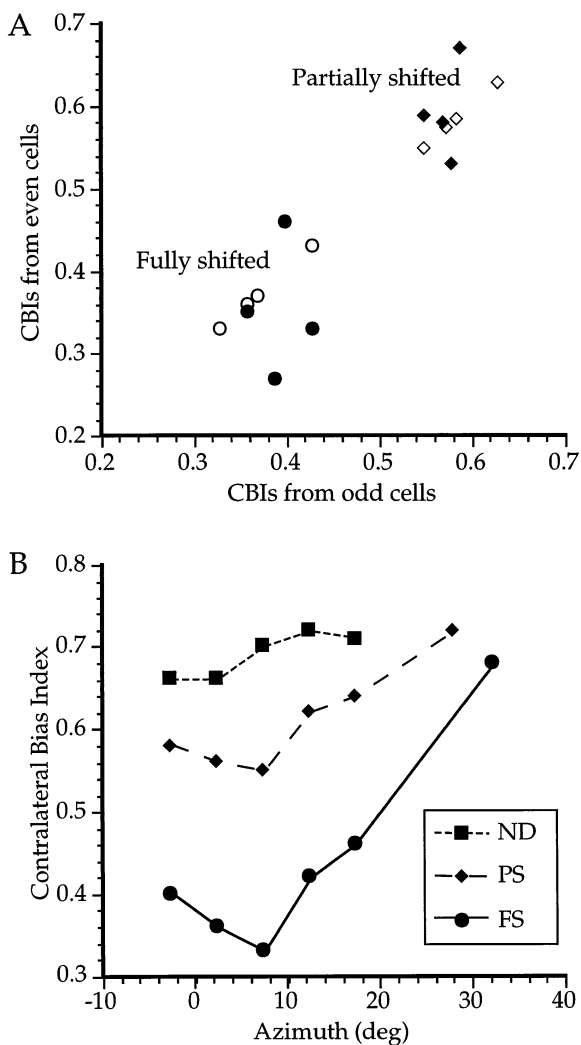 A
0.7
0.6
0.5
0.4
0.3
0.2
CBIs from even cells
Partially shifted
Fully shifted
0.2 0.3 0.4 0.5 0.6 0.7
CBIs from odd cells
B
0.8
0.7
0.6
0.5
0.4
0.3
Contralateral Bias Index
ND
PS
FS
-10 0 10 20 30 40
Azimuth (deg)